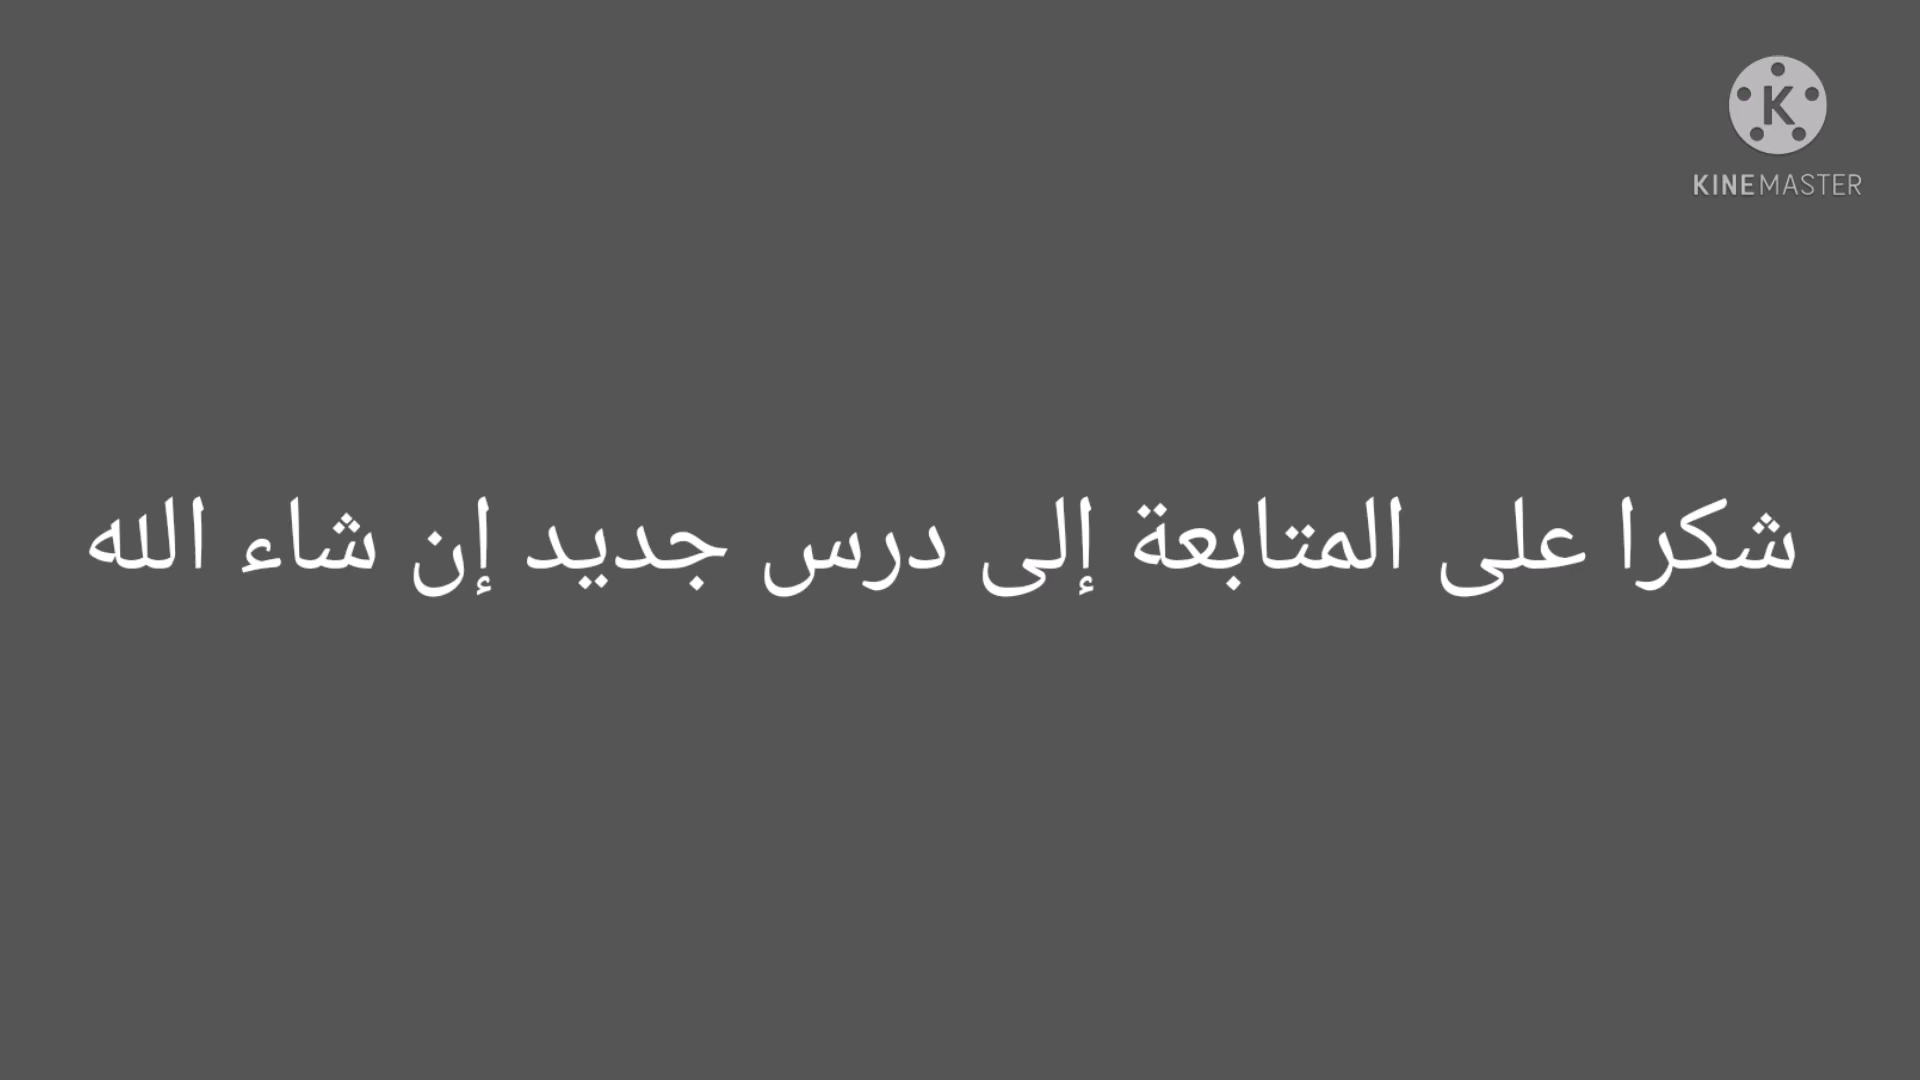 K
KINEMASTER
شكرا على المتابعة إلى درس جديد إن شاء الله